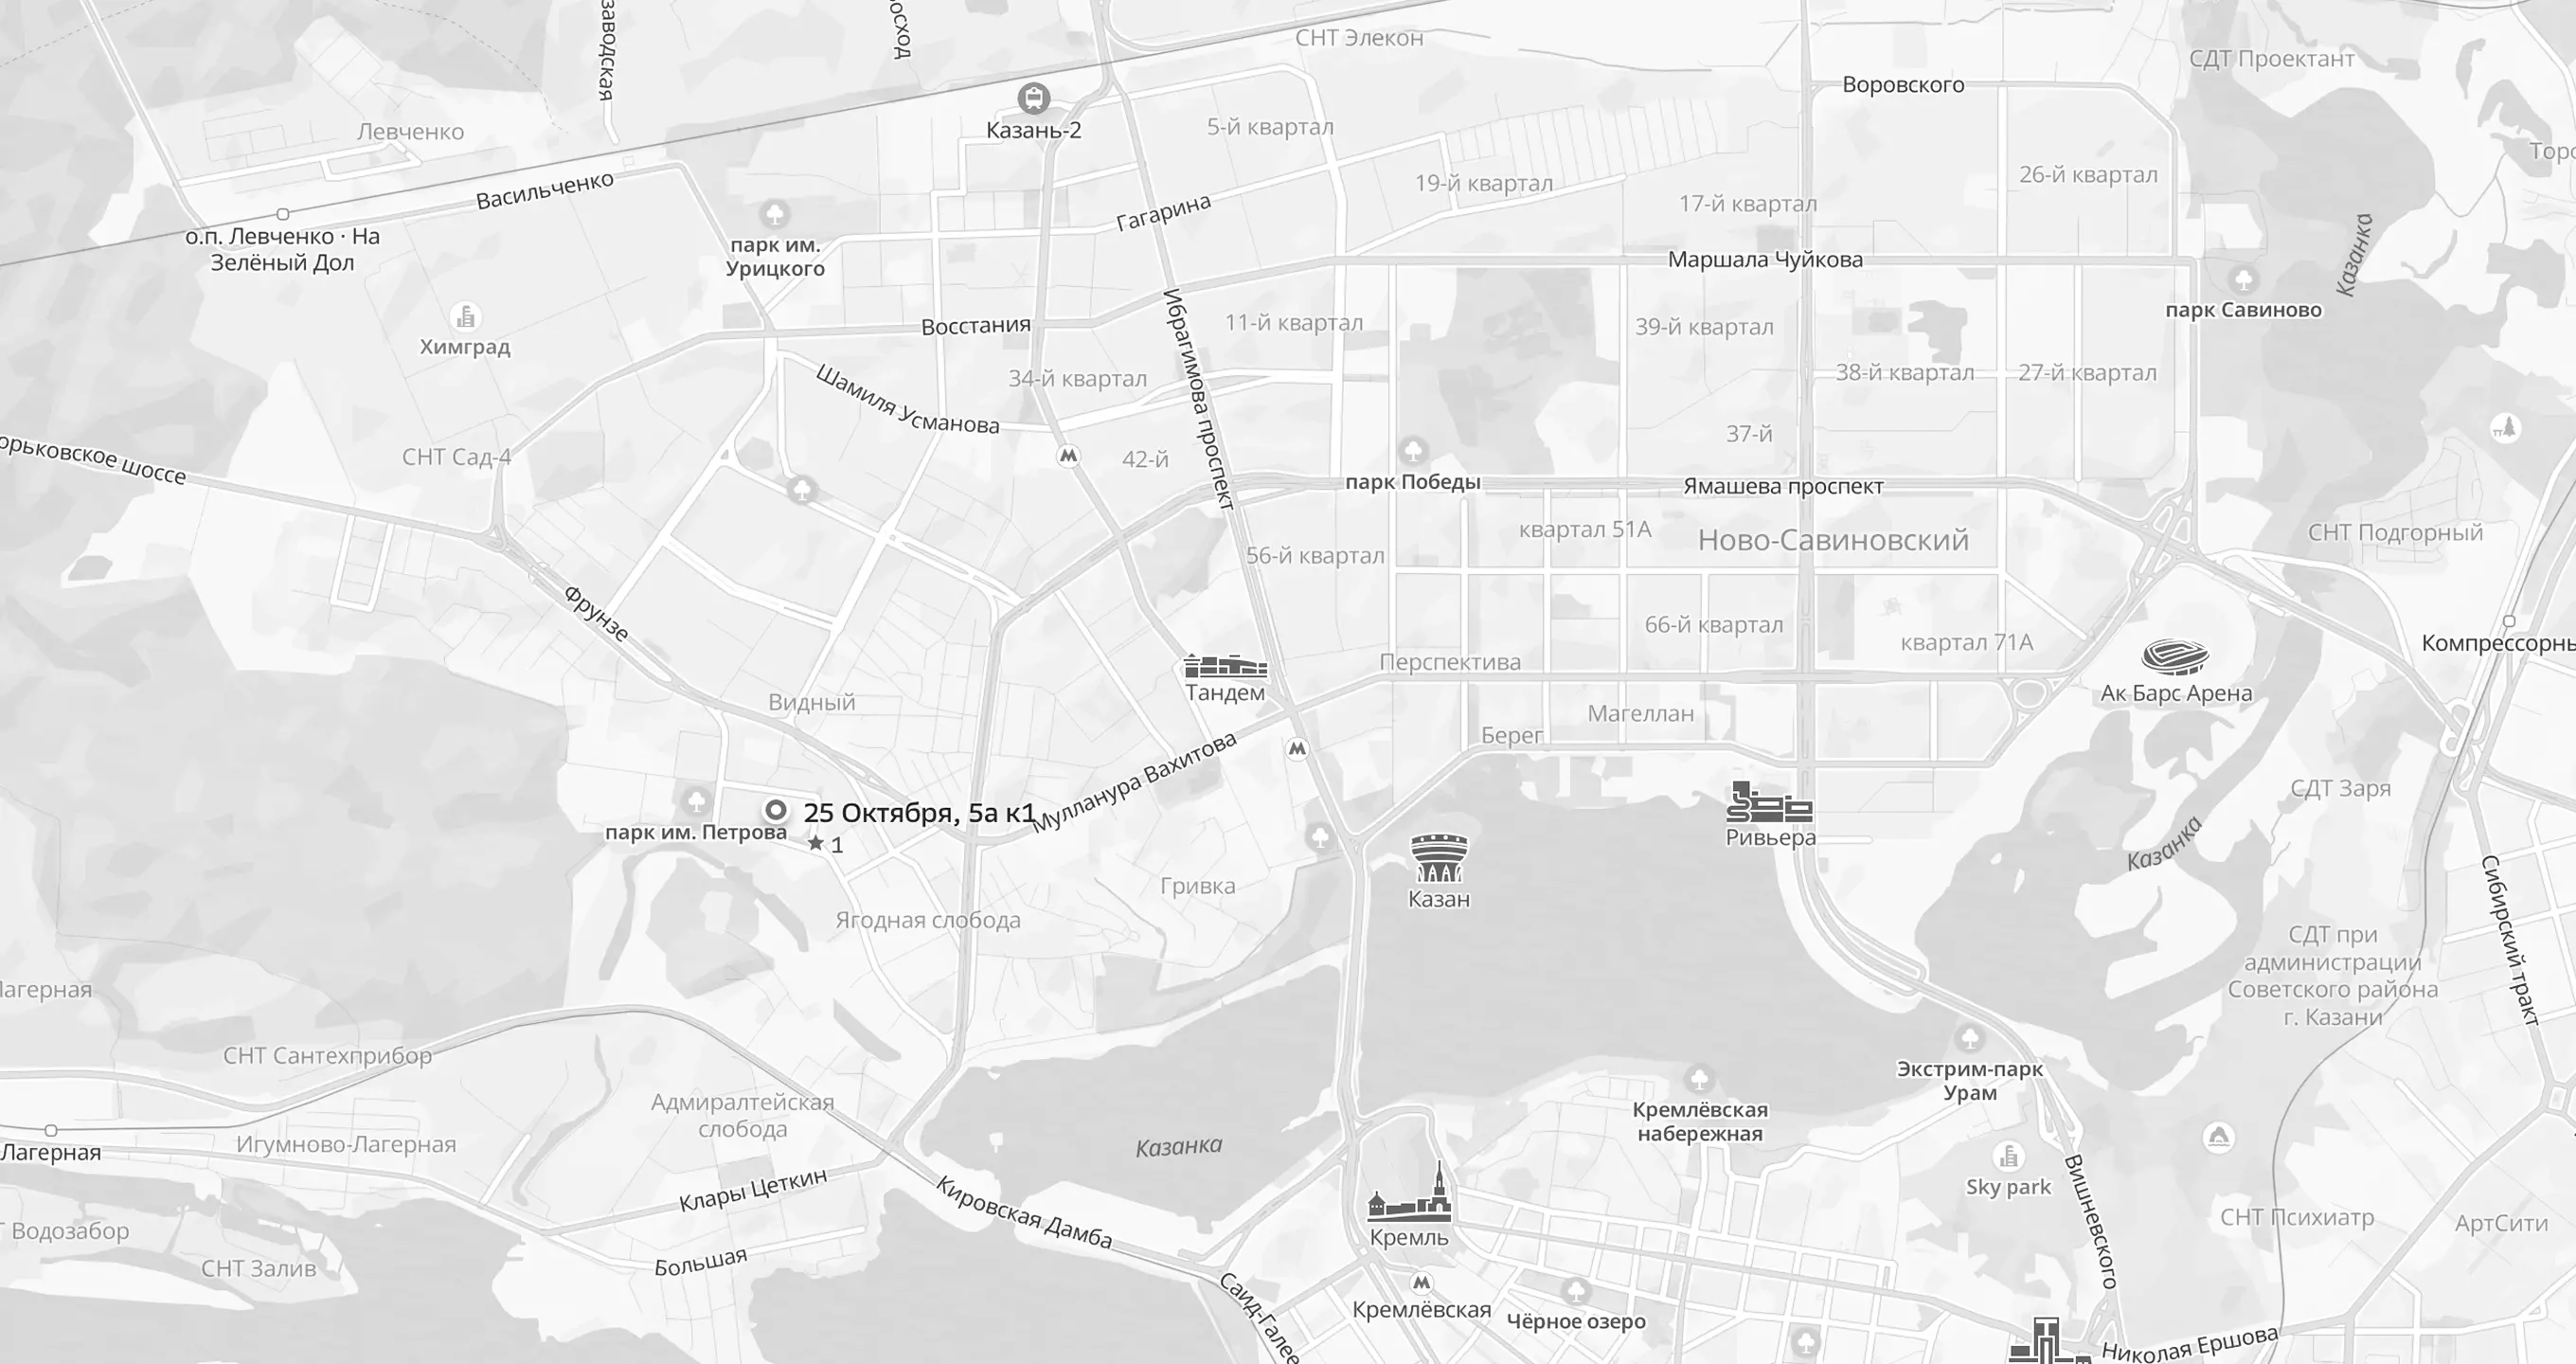 заводская
СНТ Элекон
СДТ Проектант
Воровского
Казань-2
5-й квартал
Левченко
19-й квартал
26-й квартал
17-й квартал
Васильченко
Гагарина
о.п. Левченко · На
Зелёный Дол
парк им.
Урицкого
Маршала Чуйкова
Казанка
парк Савиново
Химград
Восстания
Ибрагимова проспект
11-й квартал
39-й квартал
34-й квартал
38-й квартал
27-й квартал
Шамиля Усманова
орьковское шоссе
СНТ Сад-4
42-й
37-й
парк Победы
Ямашева проспект
квартал 51А
Ново-Савиновский
СНТ Подгорный
56-й квартал
Фрунзе
66-й квартал
квартал 71А
Компрессорны
Перспектива
Тандем
Ак Барс Арена
Видный
Магеллан
Берег
Муллануpа Вахитова
25 Октября, 5а к1
парк им. Петрова
1
СДТ Заря
Ривьера
Казанка
Казан
Гривка
Ягодная слобода
Сибирский тракт
СДТ при
администрации
Советского района
г. Казани
Лагерная
СНТ Сантехприбор
Экстрим-парк
Урам
Адмиралтейская
слобода
Кремлёвская
набережная
Игумново-Лагерная
Лагерная
Казанка
Sky park
Вишневского
Клары Цеткин
Кировская Дамба
СНТ Психиатр
АртСити
Водозабор
Кремль
Большая
СНТ Залив
Саид-Галее
Кремлёвская
Чёрное озеро
Николая Ершова